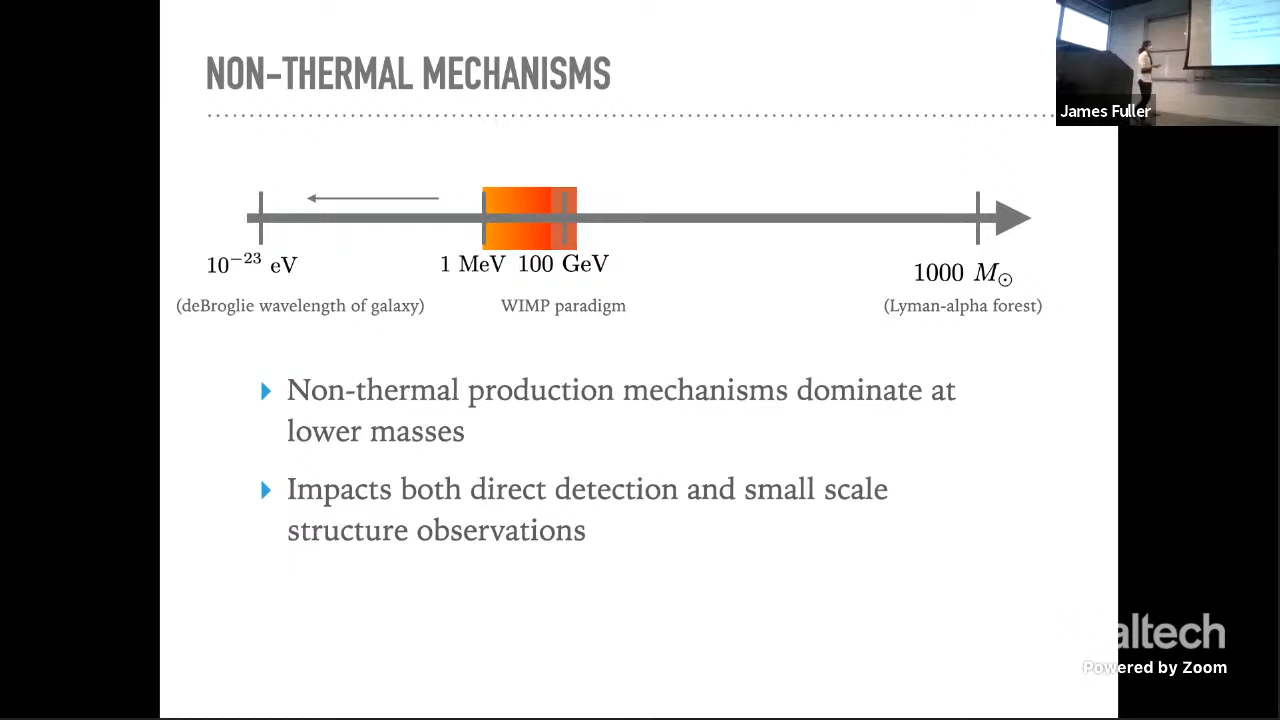 NON-THERMAL MECHANISMS
James Fuller
10⁻²³ eV
1 MeV
100 GeV
1000 M☉
(deBroglie wavelength of galaxy)
WIMP paradigm
(Lyman-alpha forest)
Non-thermal production mechanisms dominate at
lower masses
Impacts both direct detection and small scale
structure observations
altech
Powered by Zoom